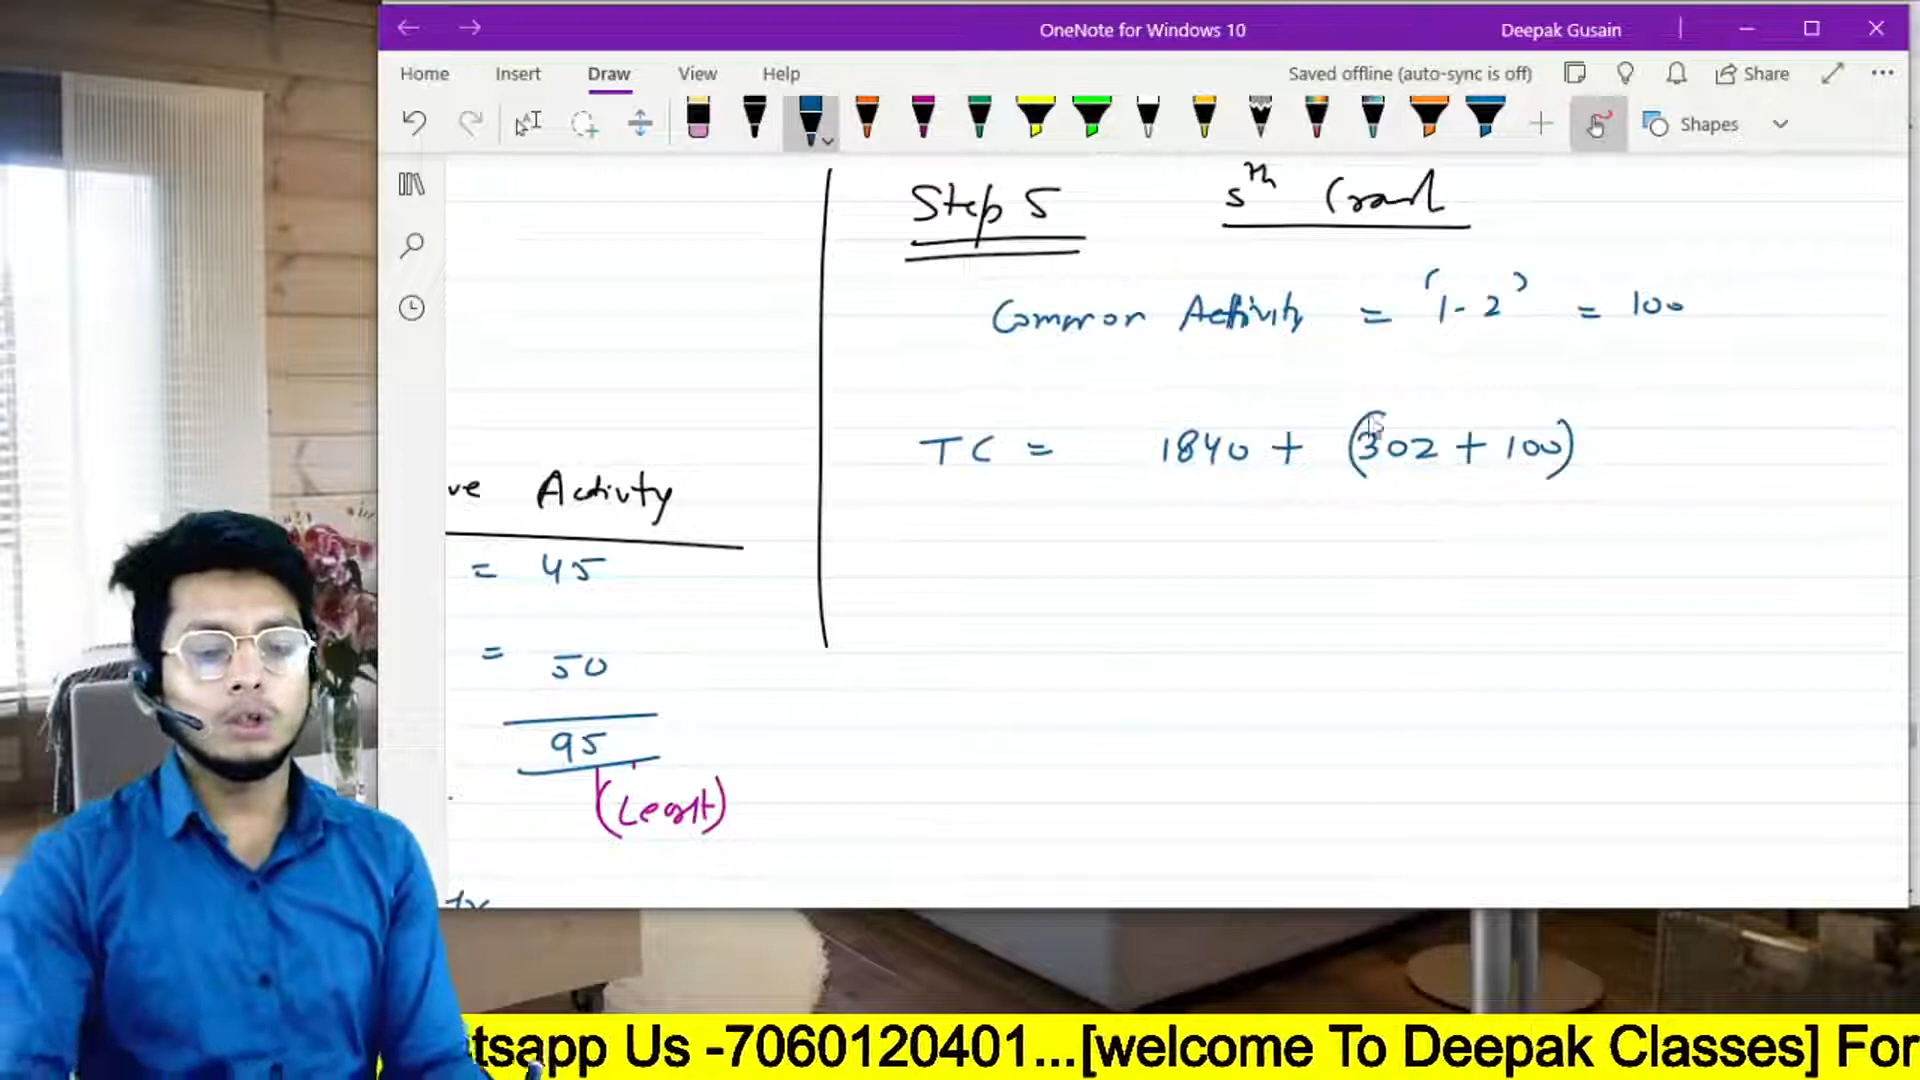 OneNote for Windows 10
Deepak Gusain
Home Insert Draw View Help
Saved offline (auto-sync is off)
Share
Shapes
Step 5 5th Crash
Common Activity = (1-2) = 100
TC = 1840 + (302 + 100)
ve Activity
= 45
= 50
95
(Least)
tsapp Us -7060120401...[welcome To Deepak Classes] For